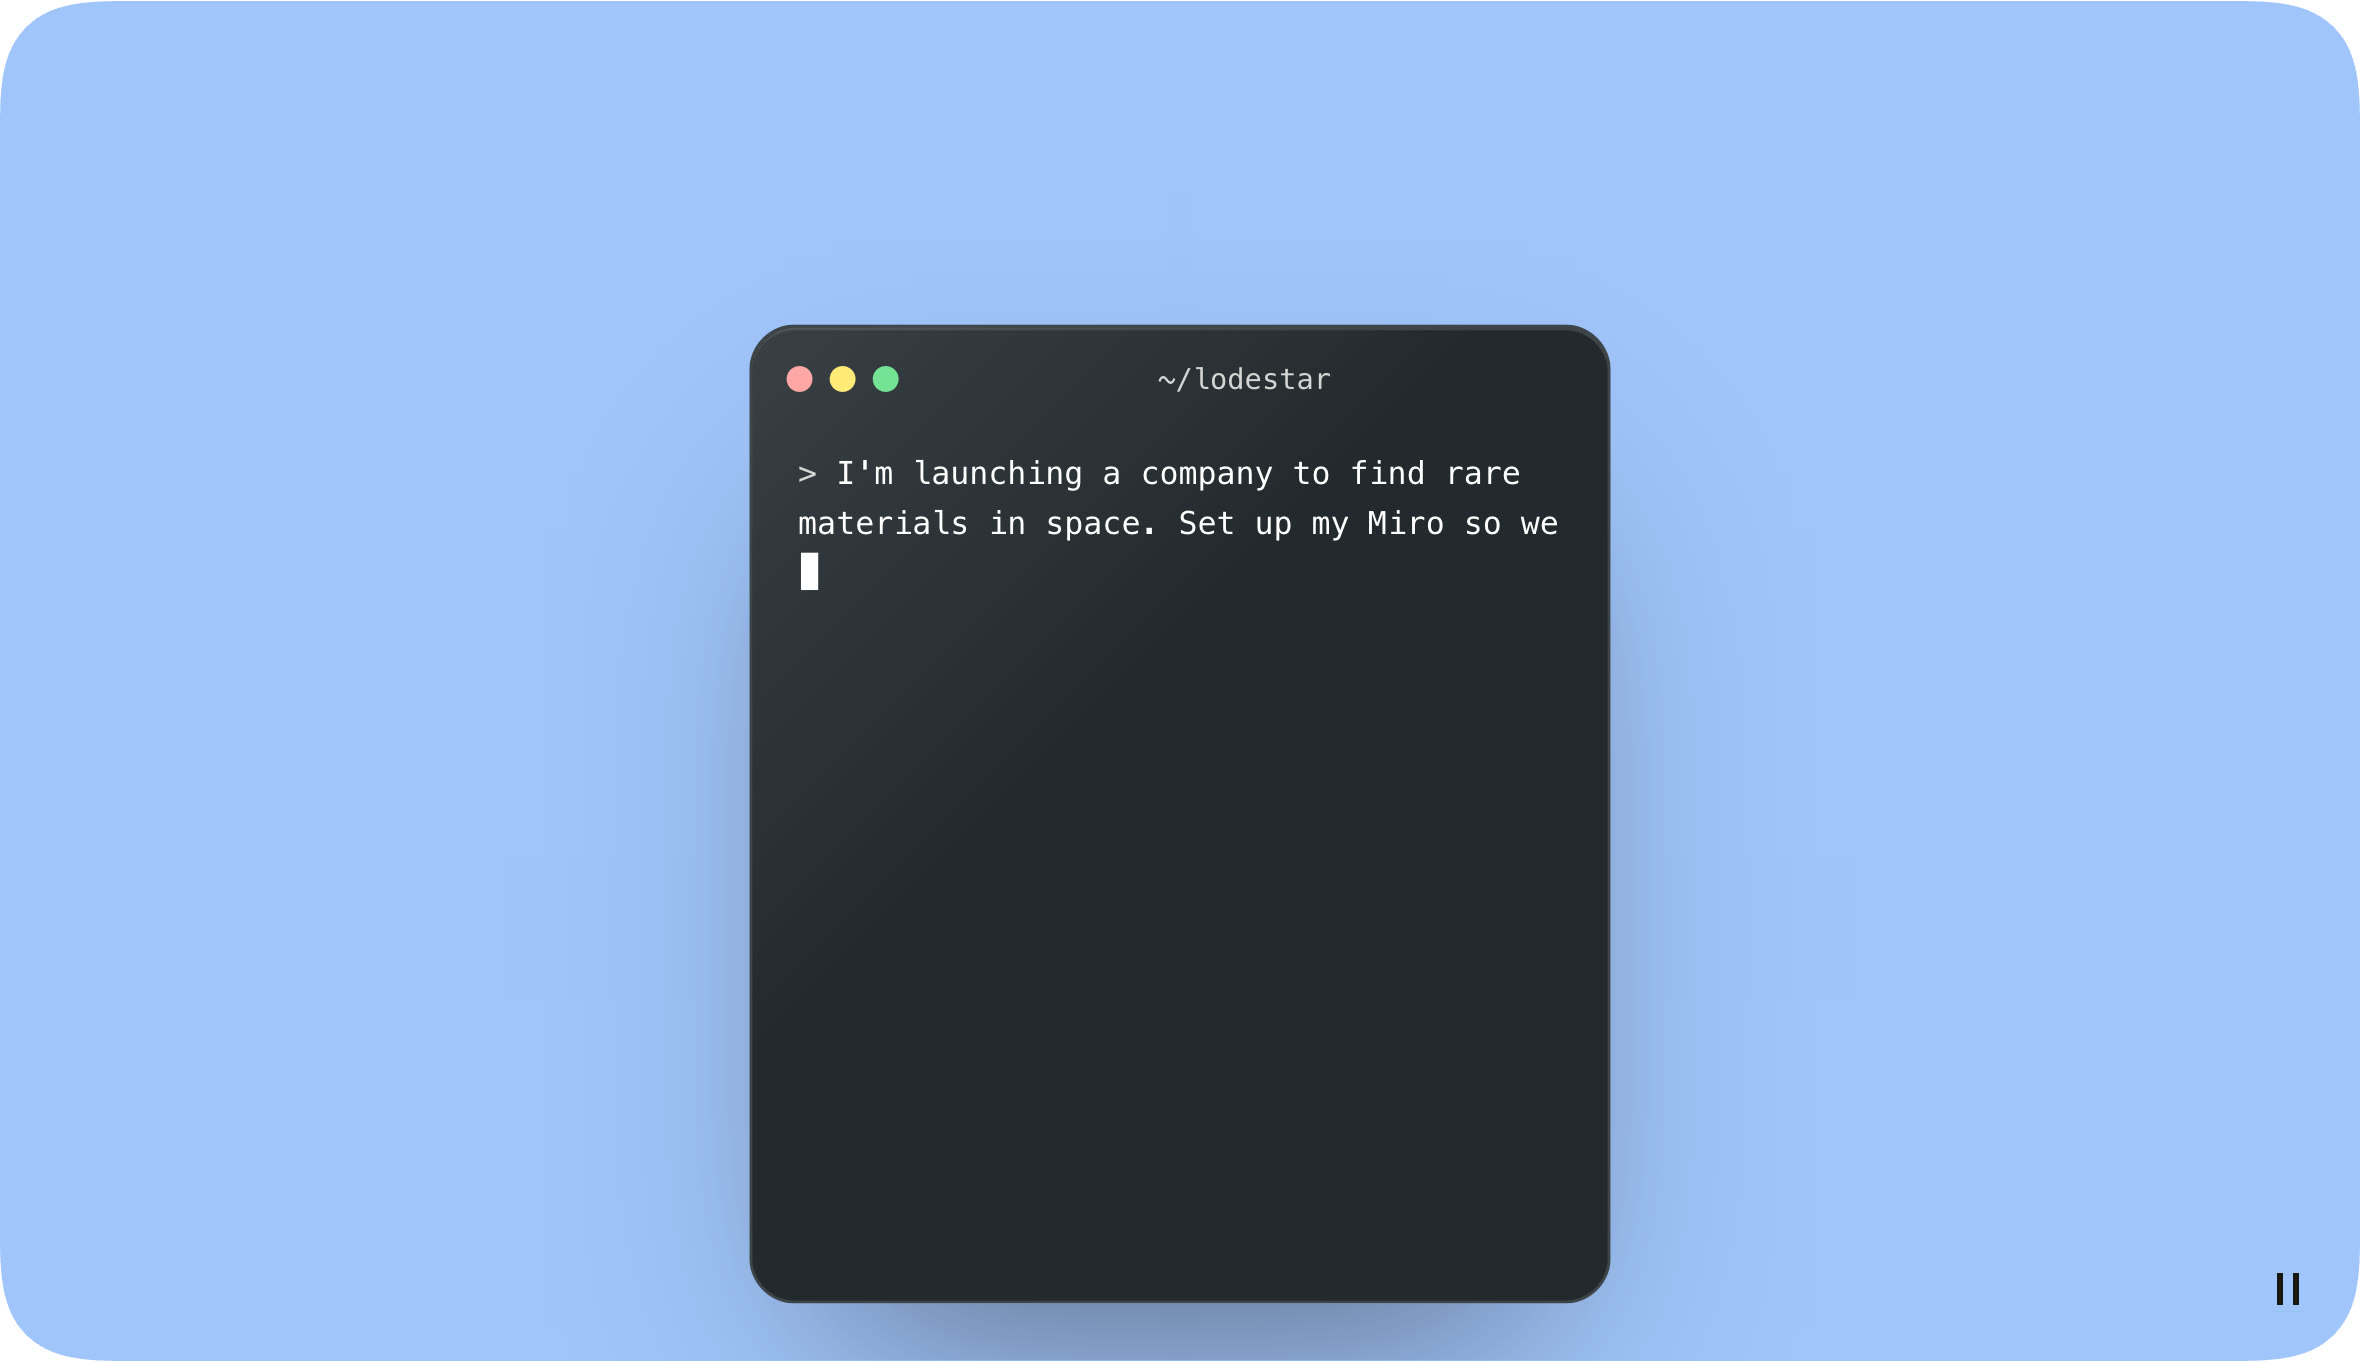 ~/lodestar
> I'm launching a company to find rare
materials in space. Set up my Miro so we